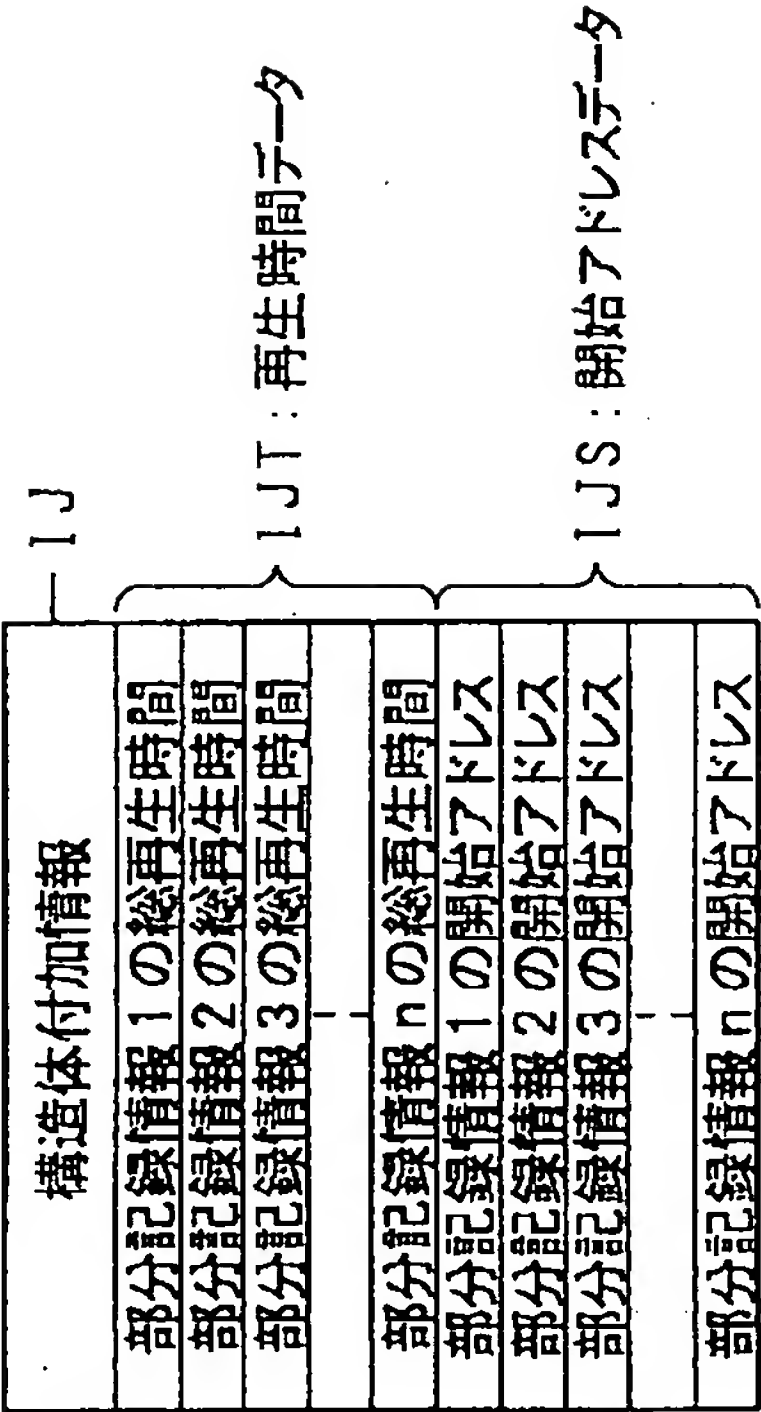 構造体付加情報
1J
部分記録情報1の総再生時間
部分記録情報2の総再生時間
部分記録情報3の総再生時間
部分記録情報nの総再生時間
1JT:再生時間データ
部分記録情報1の開始アドレス
部分記録情報2の開始アドレス
部分記録情報3の開始アドレス
部分記録情報nの開始アドレス
1JS:開始アドレスデータ